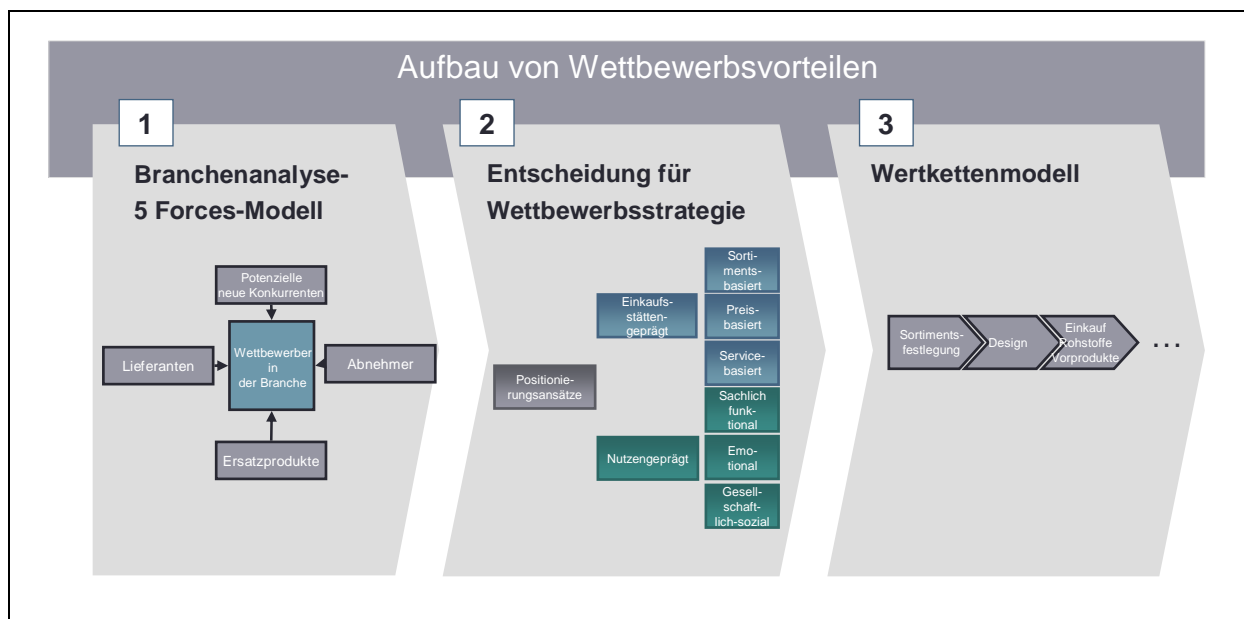 Aufbau von Wettbewerbsvorteilen
1
Branchenanalyse-
5 Forces-Modell
Potenzielle
neue Konkurrenten
Lieferanten
Wettbewerber
in
der Branche
Abnehmer
Ersatzprodukte
2
Entscheidung für
Wettbewerbsstrategie
Positionie-
rungsansätze
Einkaufs-
stätten-
geprägt
Sorti-
ments-
basiert
Preis-
basiert
Service-
basiert
Nutzengeprägt
Sachlich
funk-
tional
Emo-
tional
Gesell-
schaft-
lich-sozial
3
Wertkettenmodell
Sortiments-
festlegung
Design
Einkauf
Rohstoffe
Vorprodukte
...